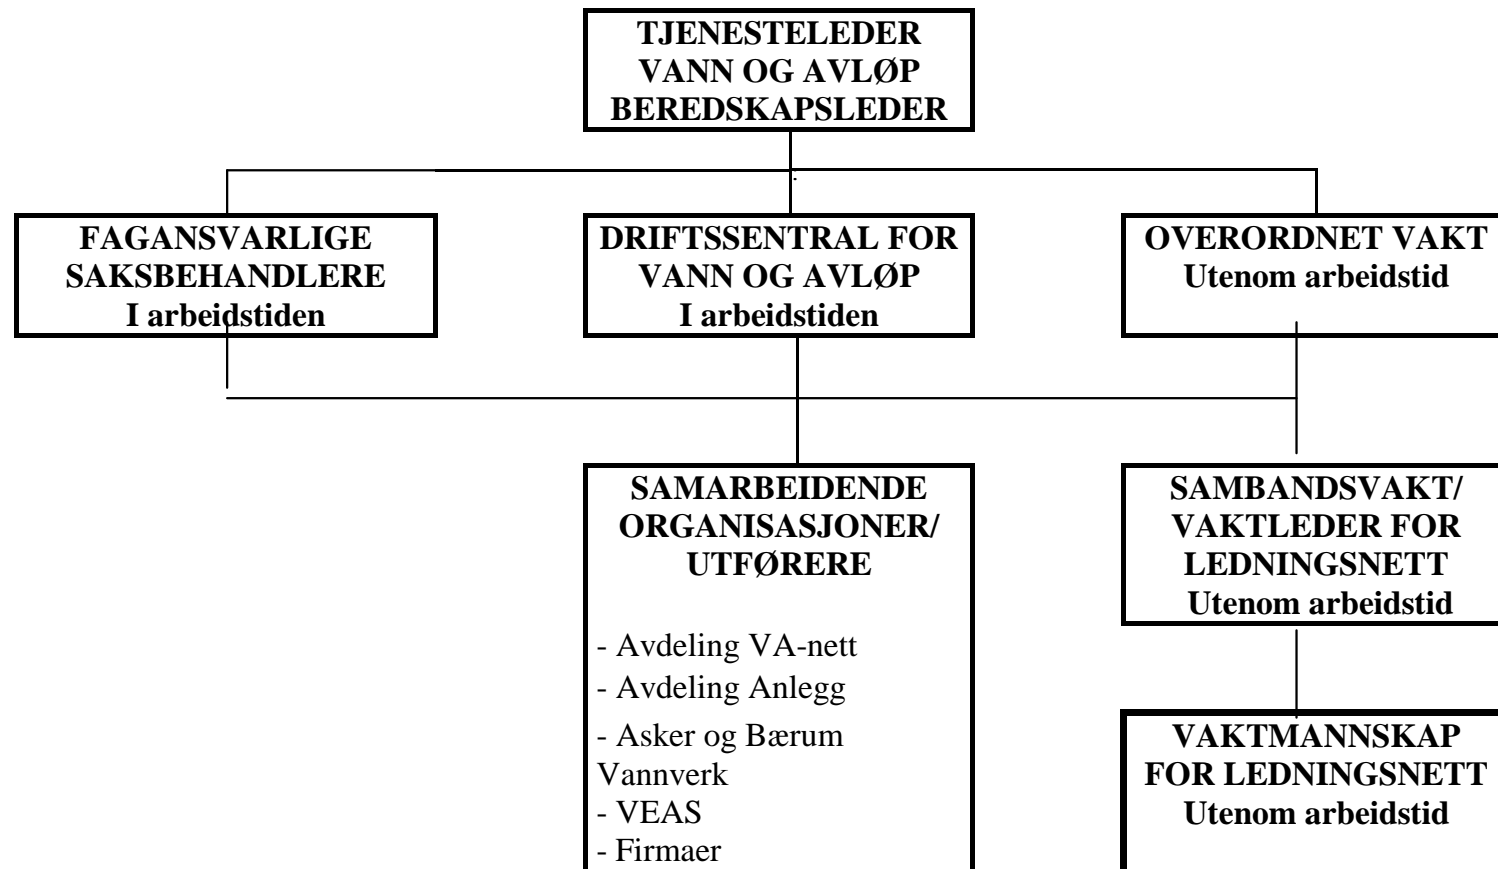 TJENESTELEDER
VANN OG AVLØP
BEREDSKAPSLEDER
FAGANSVARLIGE
SAKSBEHANDLERE
I arbeidstiden
DRIFTSSENTRAL FOR
VANN OG AVLØP
I arbeidstiden
OVERORDNET VAKT
Utenom arbeidstid
SAMARBEIDENDE
ORGANISASJONER/
UTFØRERE
- Avdeling VA-nett
- Avdeling Anlegg
- Asker og Bærum
Vannverk
- VEAS
- Firmaer
SAMBANDSVAKT/
VAKTLEDER FOR
LEDNINGSNETT
Utenom arbeidstid
VAKTMANNSKAP
FOR LEDNINGSNETT
Utenom arbeidstid